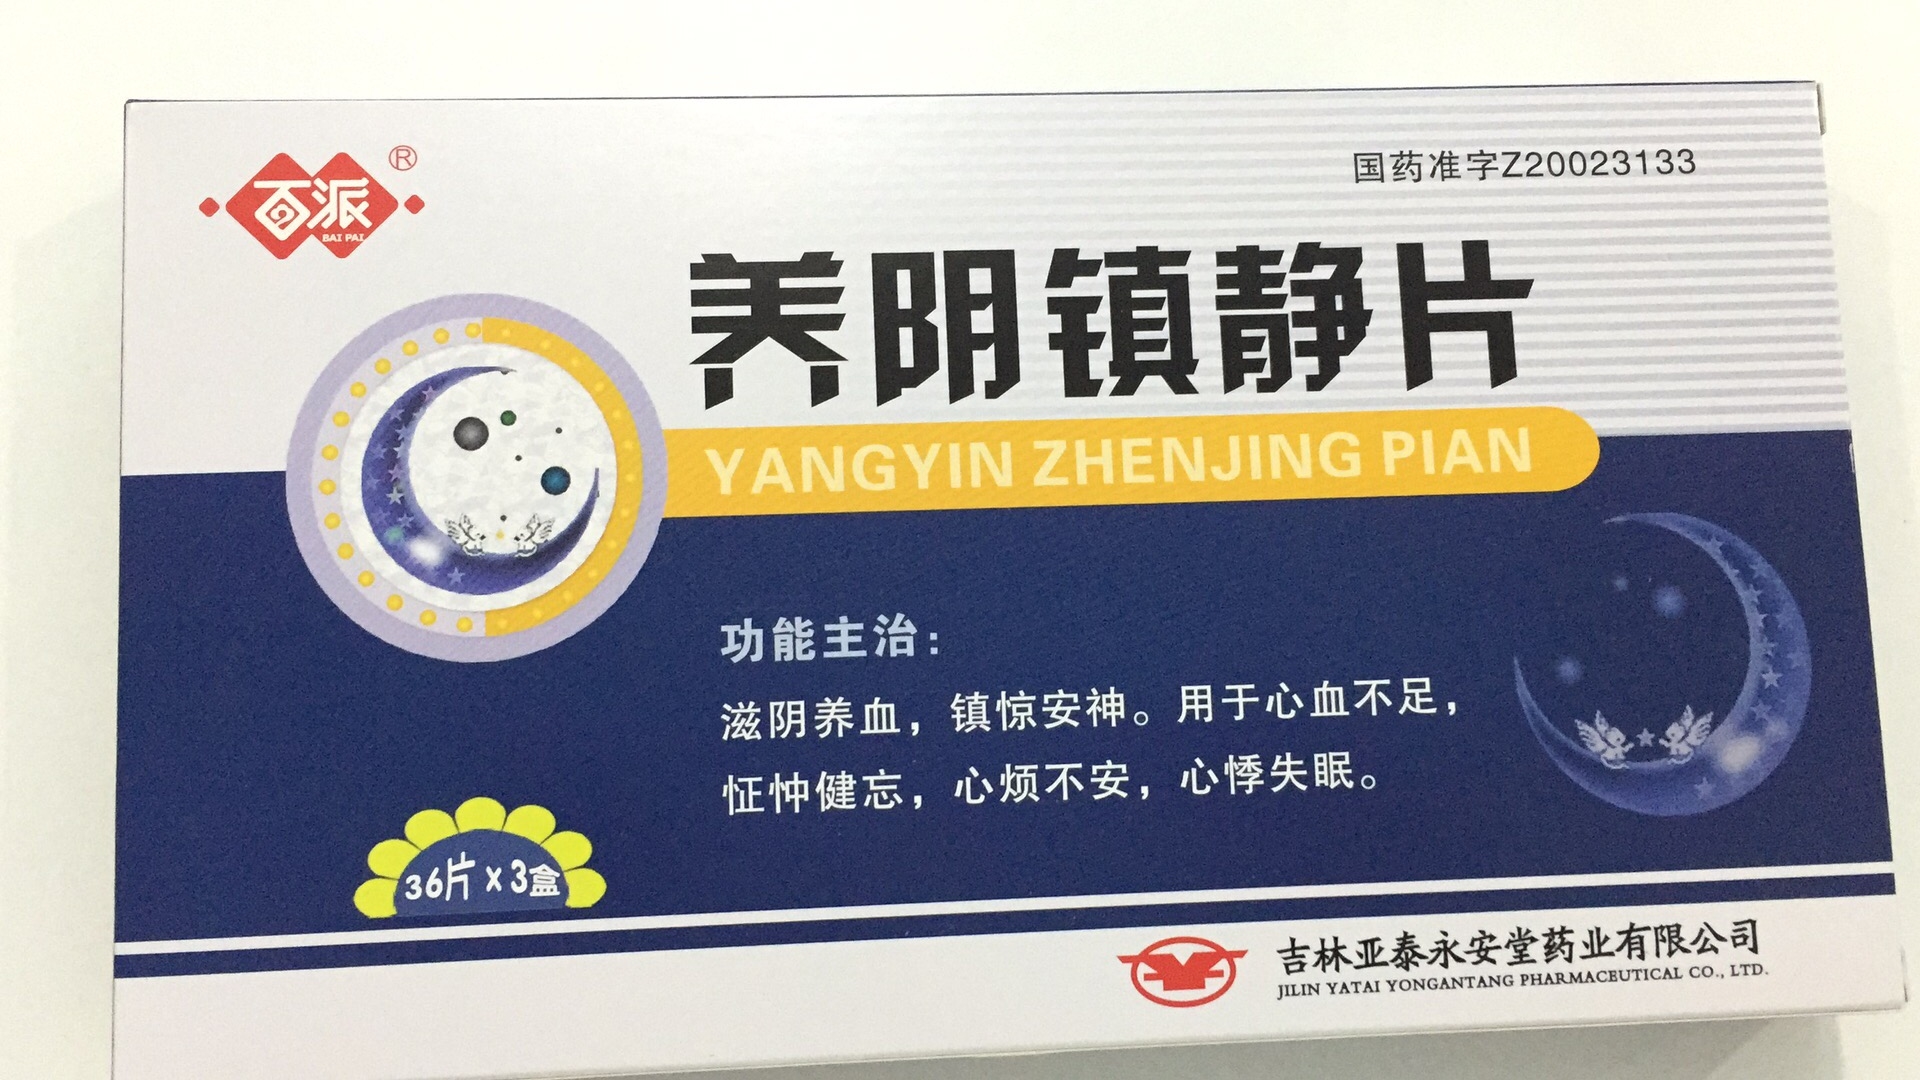 百派
BAI PAI
®
国药准字Z20023133
养阴镇静片
YANGYIN ZHENJING PIAN
功能主治：
滋阴养血，镇惊安神。用于心血不足，
怔忡健忘，心烦不安，心悸失眠。
36片x3盒
吉林亚泰永安堂药业有限公司
JILIN YATAI YONGANTANG PHARMACEUTICAL CO., LTD.